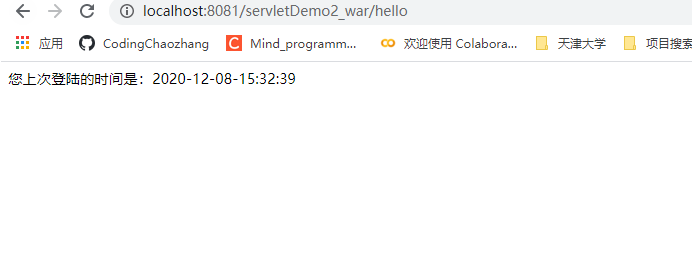 localhost:8081/servletDemo2_war/hello
应用 CodingChaozhang C Mind_programm... 欢迎使用 Colabora... 天津大学 项目搜索
您上次登陆的时间是：2020-12-08-15:32:39